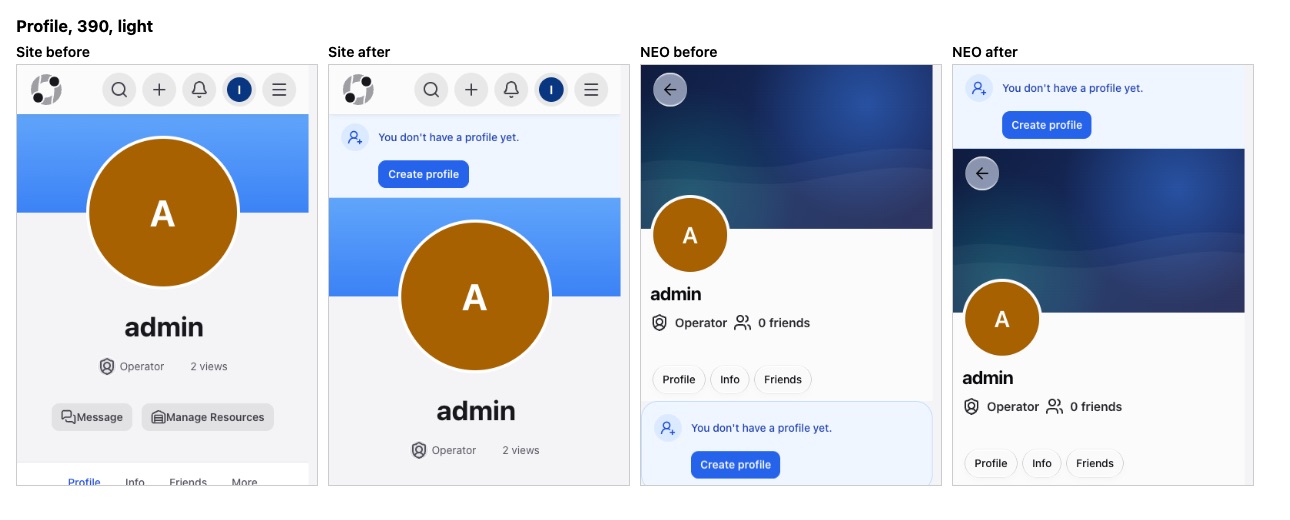 Profile, 390, light
Site before
I
A
admin
Operator 2 views
Message Manage Resources
Profile Info Friends More
Site after
I
You don't have a profile yet.
Create profile
A
admin
Operator 2 views
NEO before
A
admin
Operator 0 friends
Profile Info Friends
You don't have a profile yet.
Create profile
NEO after
You don't have a profile yet.
Create profile
A
admin
Operator 0 friends
Profile Info Friends